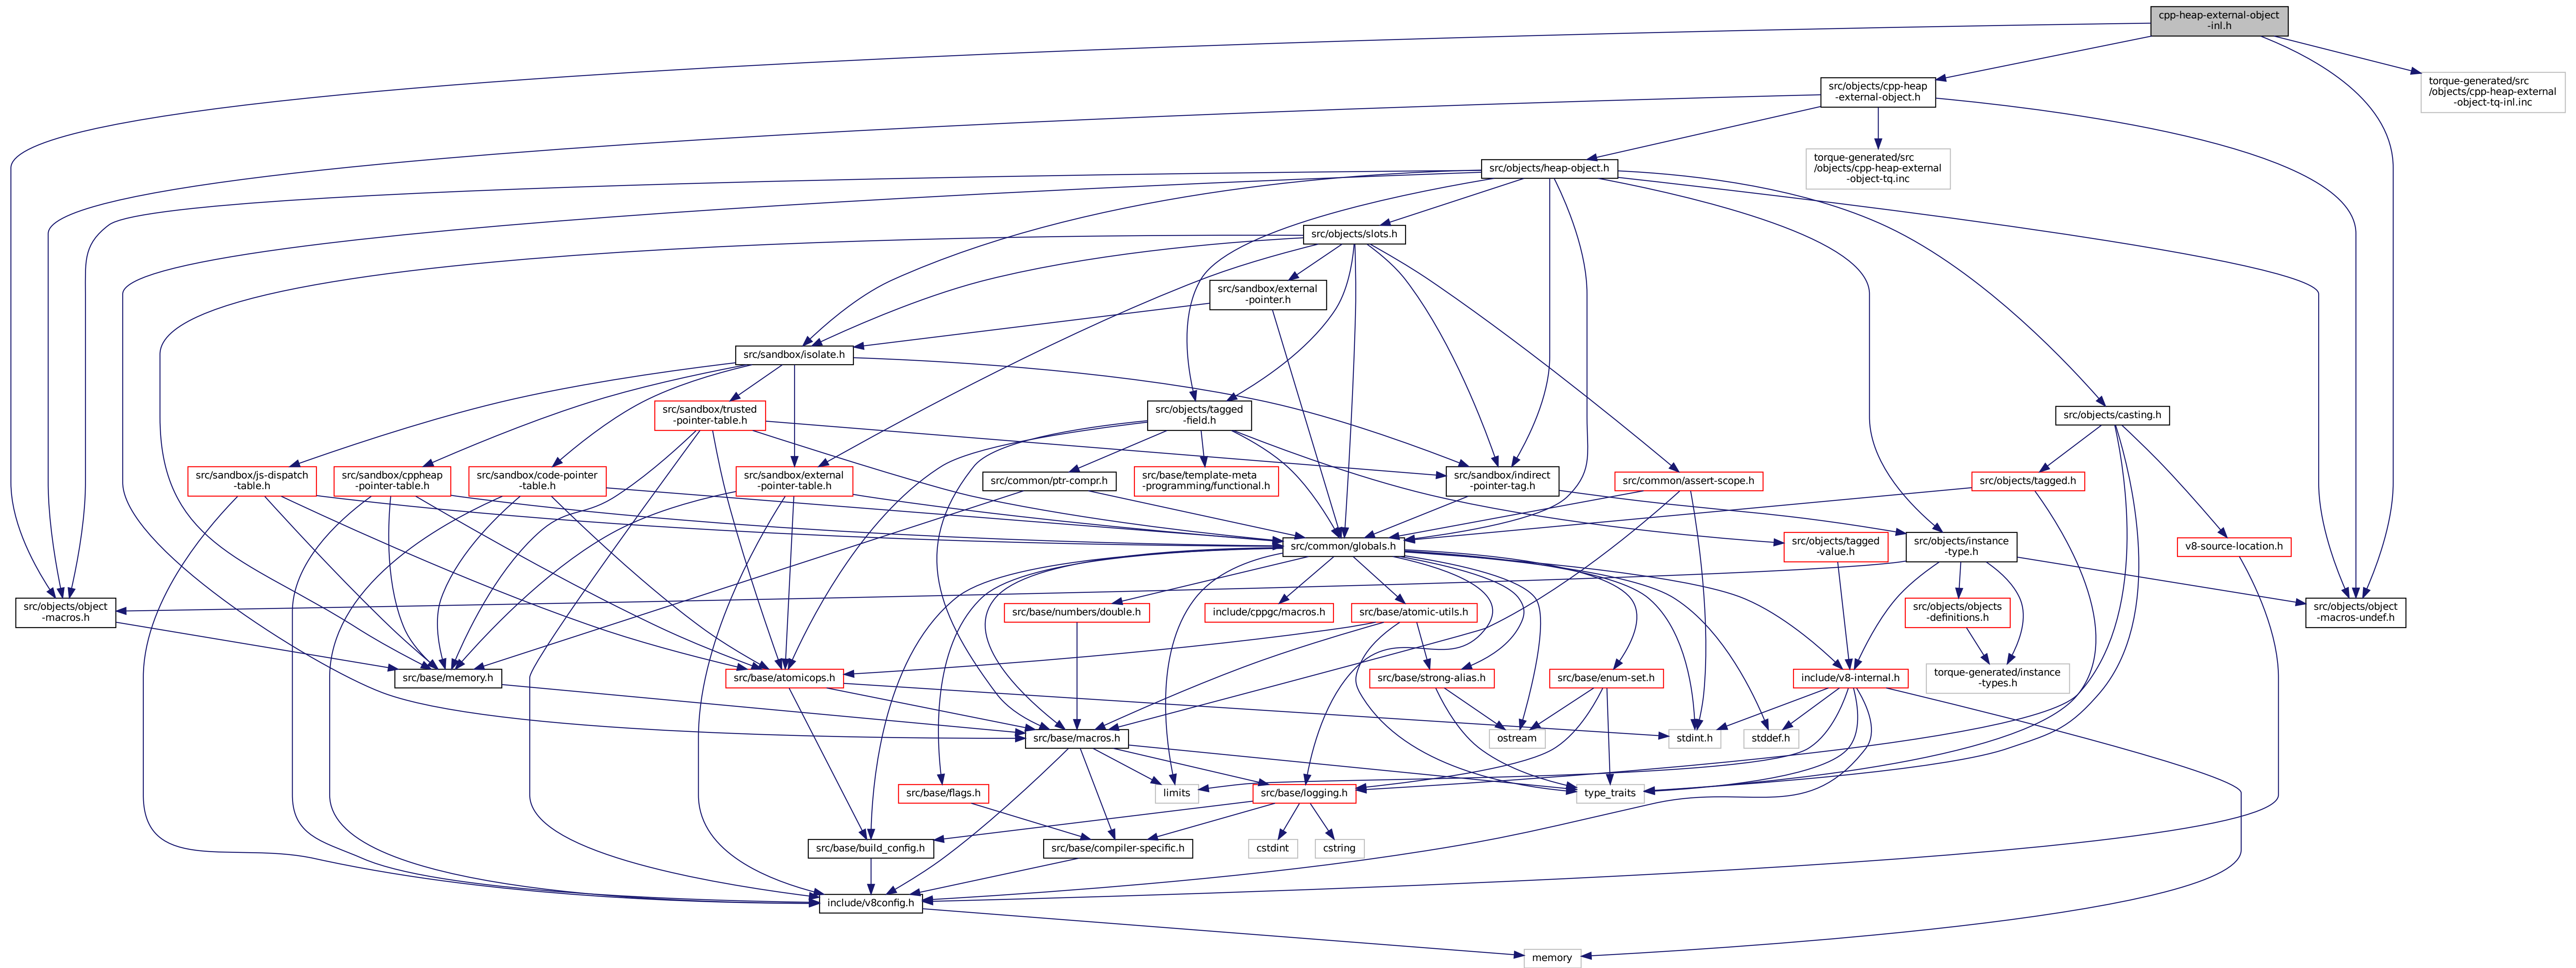 cpp-heap-external-object
-inl.h
src/objects/cpp-heap
-external-object.h
torque-generated/src
/objects/cpp-heap-external
-object-tq-inl.inc
src/objects/heap-object.h
torque-generated/src
/objects/cpp-heap-external
-object-tq.inc
src/objects/slots.h
src/sandbox/external
-pointer.h
src/sandbox/isolate.h
src/sandbox/trusted
-pointer-table.h
src/objects/tagged
-field.h
src/objects/casting.h
src/sandbox/js-dispatch
-table.h
src/sandbox/cppheap
-pointer-table.h
src/sandbox/code-pointer
-table.h
src/sandbox/external
-pointer-table.h
src/common/ptr-compr.h
src/base/template-meta
-programming/functional.h
src/sandbox/indirect
-pointer-tag.h
src/common/assert-scope.h
src/objects/tagged.h
src/common/globals.h
src/objects/tagged
-value.h
src/objects/instance
-type.h
v8-source-location.h
src/objects/object
-macros.h
src/base/numbers/double.h
include/cppgc/macros.h
src/base/atomic-utils.h
src/objects/objects
-definitions.h
src/objects/object
-macros-undef.h
src/base/memory.h
src/base/atomicops.h
src/base/strong-alias.h
src/base/enum-set.h
include/v8-internal.h
torque-generated/instance
-types.h
src/base/macros.h
ostream
stdint.h
stddef.h
src/base/flags.h
limits
src/base/logging.h
type_traits
src/base/build_config.h
src/base/compiler-specific.h
cstdint
cstring
include/v8config.h
memory